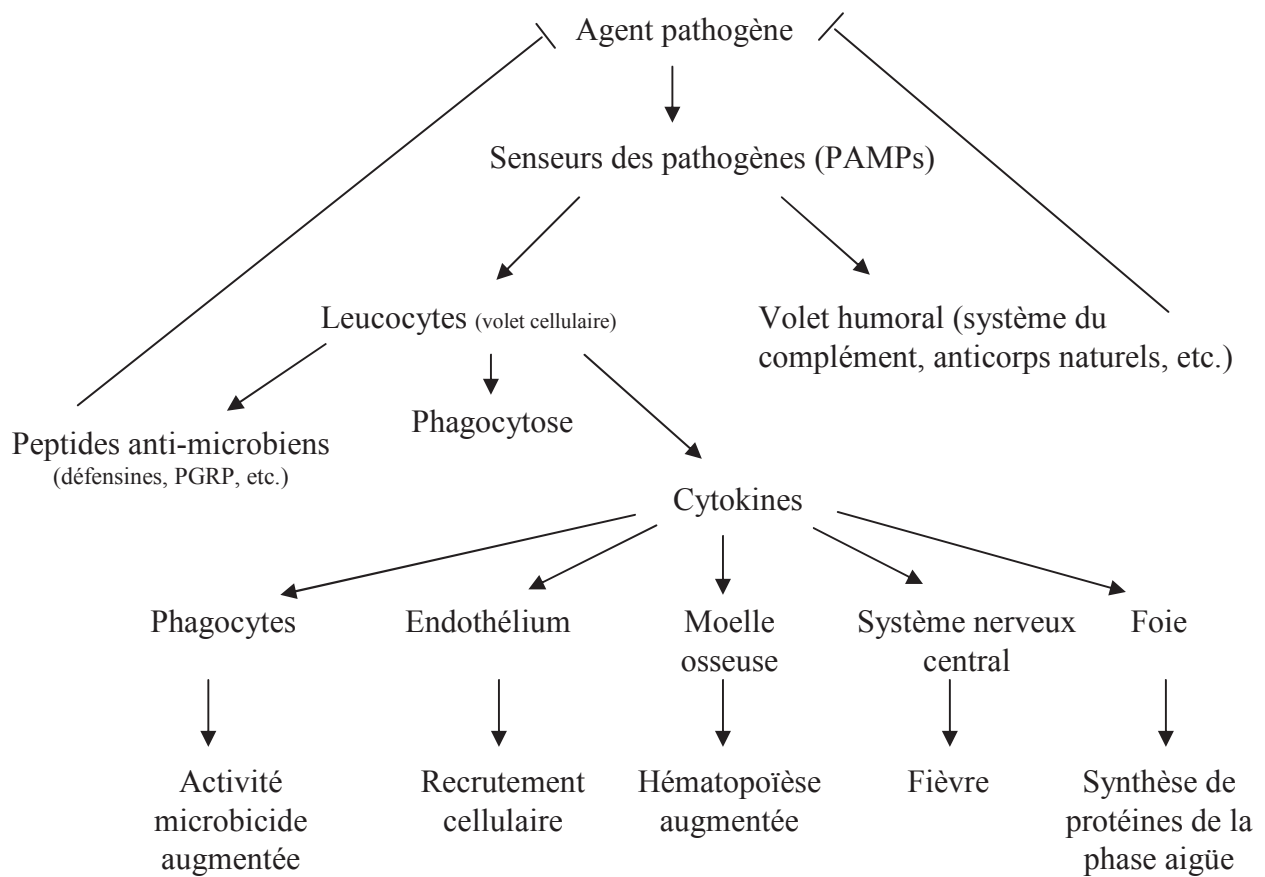 Agent pathogène
Senseurs des pathogènes (PAMPs)
Leucocytes (volet cellulaire)
Volet humoral (système du
complément, anticorps naturels, etc.)
Peptides anti-microbiens
(défensines, PGRP, etc.)
Phagocytose
Cytokines
Phagocytes
Endothélium
Moelle
osseuse
Système nerveux
central
Foie
Activité
microbicide
augmentée
Recrutement
cellulaire
Hématopoïèse
augmentée
Fièvre
Synthèse de
protéines de la
phase aigüe